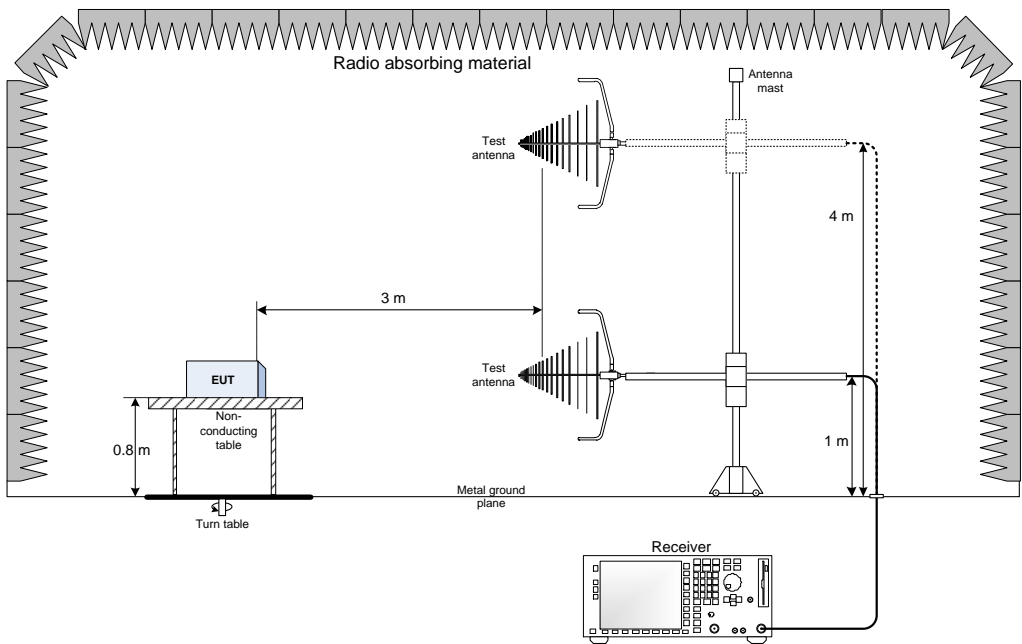 Radio absorbing material
Antenna
mast
Test
antenna
4 m
3 m
Test
antenna
EUT
Non-
conducting
table
0.8 m
1 m
Metal ground
plane
Turn table
Receiver